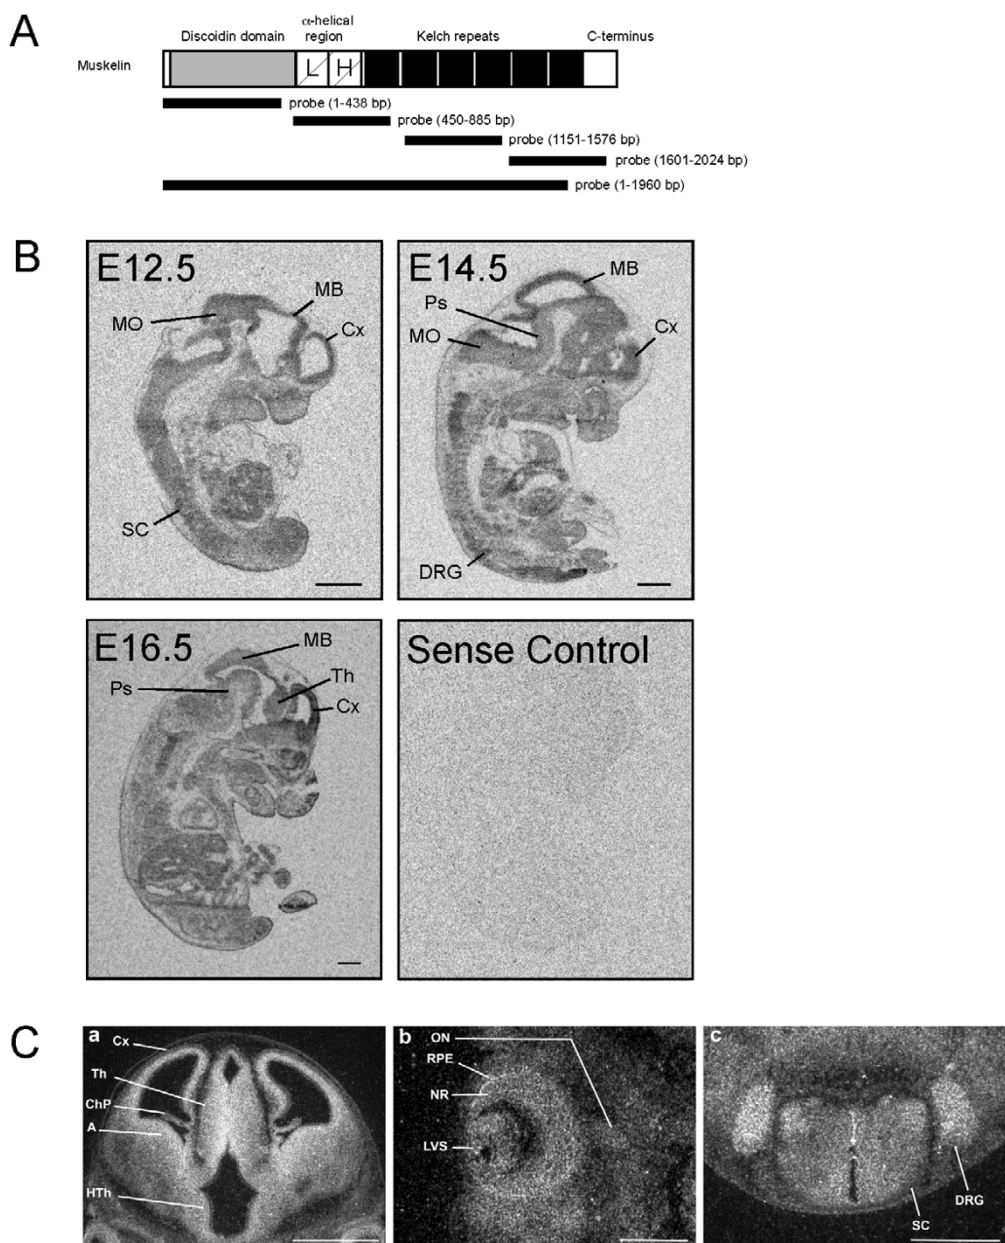 A
Discoidin domain
α-helical
region
Kelch repeats
C-terminus
Muskelin
L
H
probe (1-438 bp)
probe (450-885 bp)
probe (1151-1576 bp)
probe (1601-2024 bp)
probe (1-1960 bp)
B
E12.5
MO
MB
Cx
SC
E14.5
MB
Ps
MO
Cx
DRG
E16.5
MB
Ps
Th
Cx
Sense Control
C
a
Cx
Th
ChP
A
HTh
b
ON
RPE
NR
LVS
c
DRG
SC